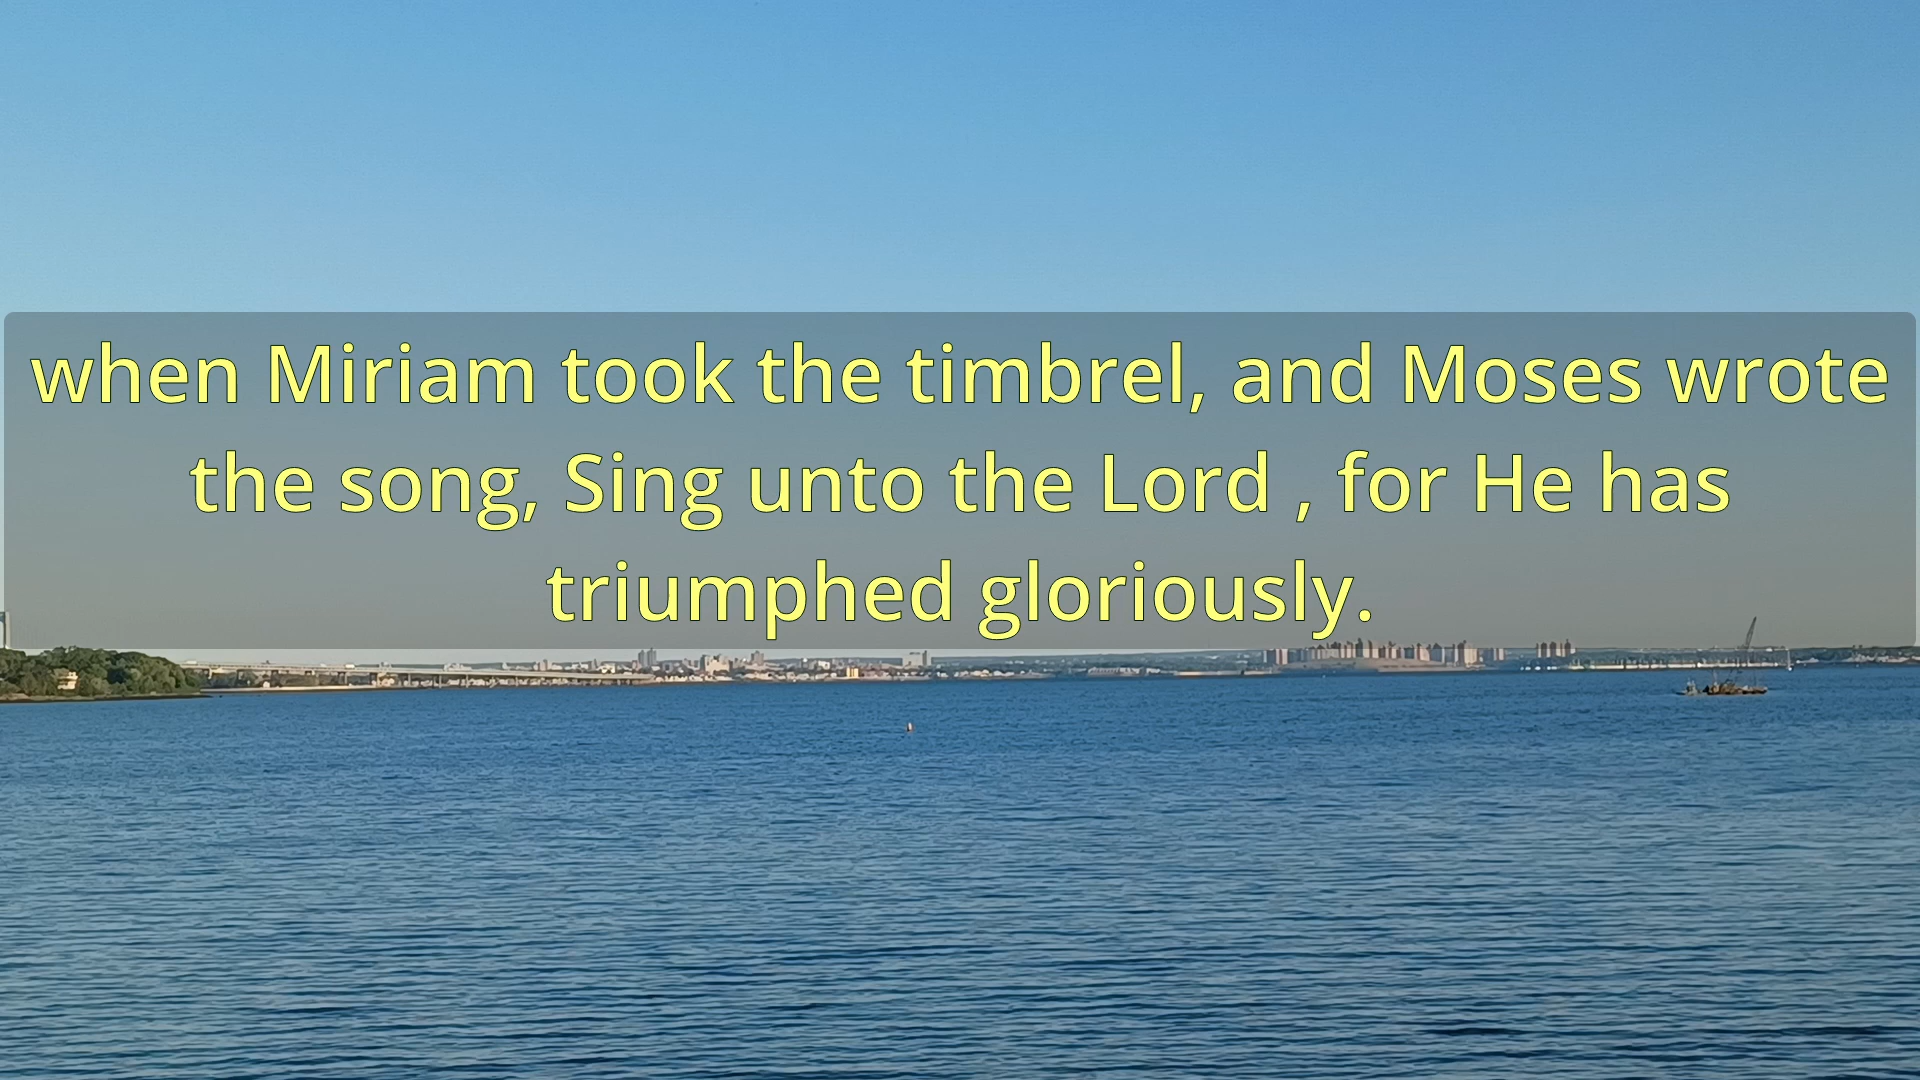 when Miriam took the timbrel, and Moses wrote
the song, Sing unto the Lord , for He has
triumphed gloriously.